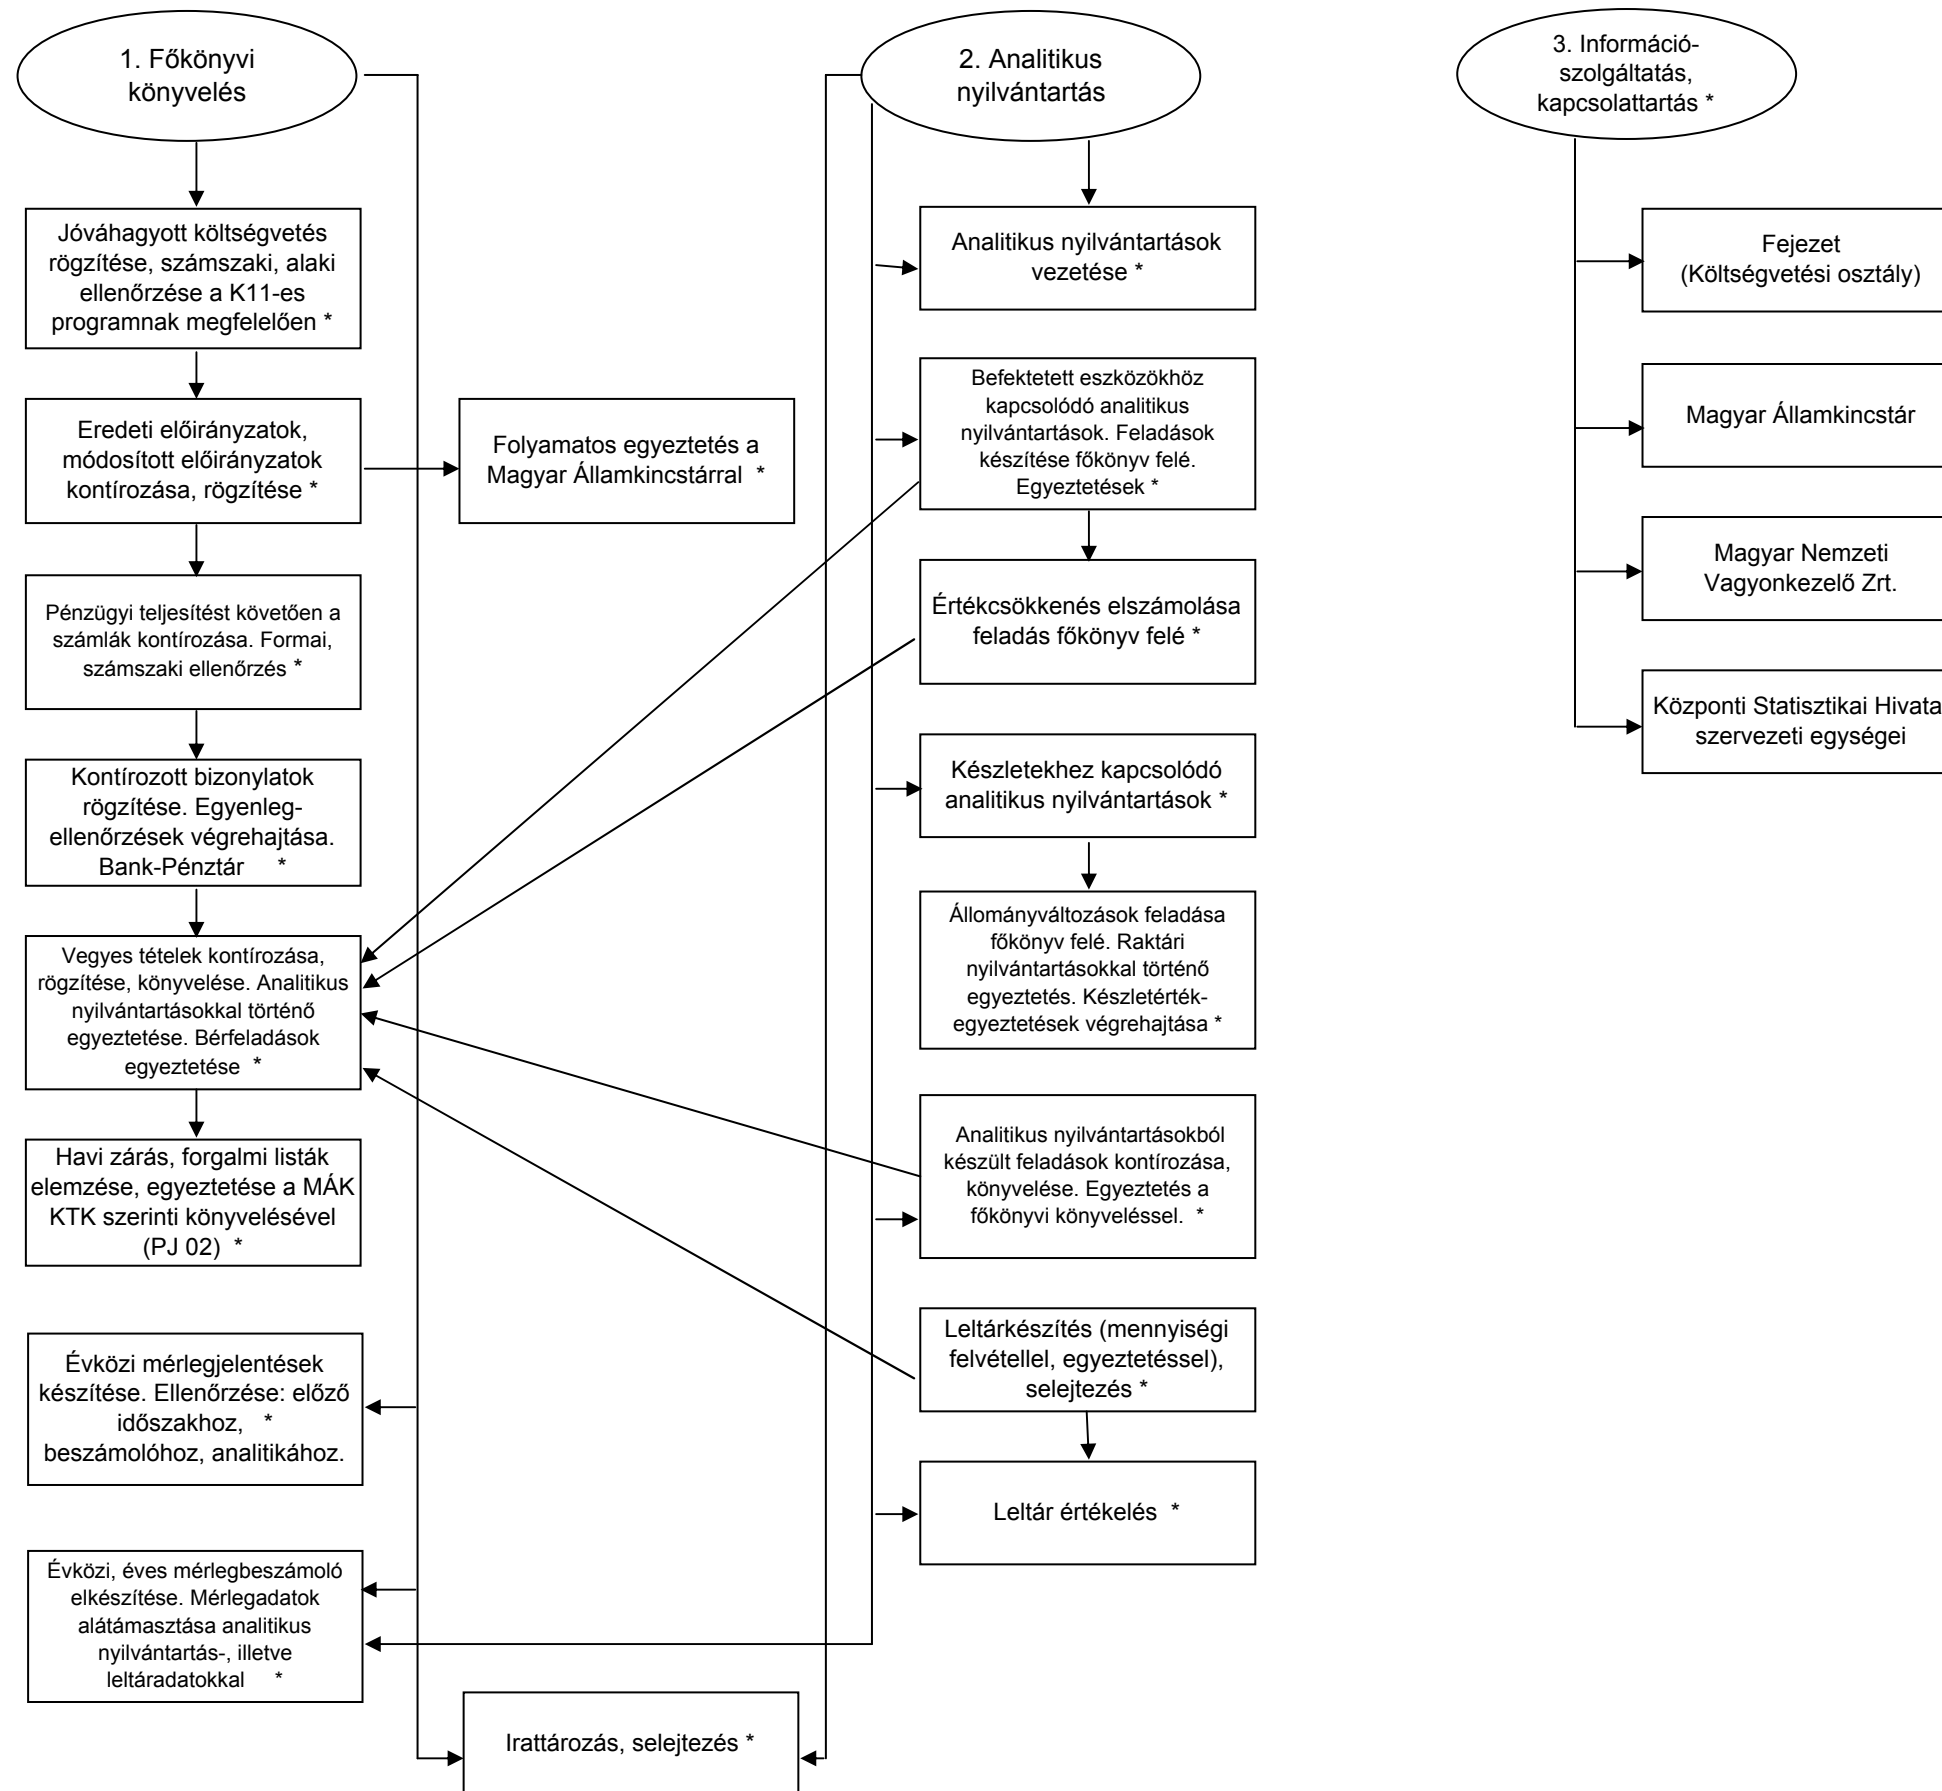 1. Főkönyvi
könyvelés
Jóváhagyott költségvetés
rögzítése, számszaki, alaki
ellenőrzése a K11-es
programnak megfelelően *
Eredeti előirányzatok,
módosított előirányzatok
kontírozása, rögzítése *
Folyamatos egyeztetés a
Magyar Államkincstárral *
Pénzügyi teljesítést követően a
számlák kontírozása. Formai,
számszaki ellenőrzés *
Kontírozott bizonylatok
rögzítése. Egyenleg-
ellenőrzések végrehajtása.
Bank-Pénztár *
Vegyes tételek kontírozása,
rögzítése, könyvelése. Analitikus
nyilvántartásokkal történő
egyeztetése. Bérfeladások
egyeztetése *
Havi zárás, forgalmi listák
elemzése, egyeztetése a MÁK
KTK szerinti könyvelésével
(PJ 02) *
Évközi mérlegjelentések
készítése. Ellenőrzése: előző
időszakhoz, *
beszámolóhoz, analitikához.
Évközi, éves mérlegbeszámoló
elkészítése. Mérlegadatok
alátámasztása analitikus
nyilvántartás-, illetve
leltáradatokkal *
Irattározás, selejtezés *
2. Analitikus
nyilvántartás
Analitikus nyilvántartások
vezetése *
Befektetett eszközökhöz
kapcsolódó analitikus
nyilvántartások. Feladások
készítése főkönyv felé.
Egyeztetések *
Értékcsökkenés elszámolása
feladás főkönyv felé *
Készletekhez kapcsolódó
analitikus nyilvántartások *
Állományváltozások feladása
főkönyv felé. Raktári
nyilvántartásokkal történő
egyeztetés. Készletérték-
egyeztetések végrehajtása *
Analitikus nyilvántartásokból
készült feladások kontírozása,
könyvelése. Egyeztetés a
főkönyvi könyveléssel. *
Leltárkészítés (mennyiségi
felvétellel, egyeztetéssel),
selejtezés *
Leltár értékelés *
3. Információ-
szolgáltatás,
kapcsolattartás *
Fejezet
(Költségvetési osztály)
Magyar Államkincstár
Magyar Nemzeti
Vagyonkezelő Zrt.
Központi Statisztikai Hivata
szervezeti egységei